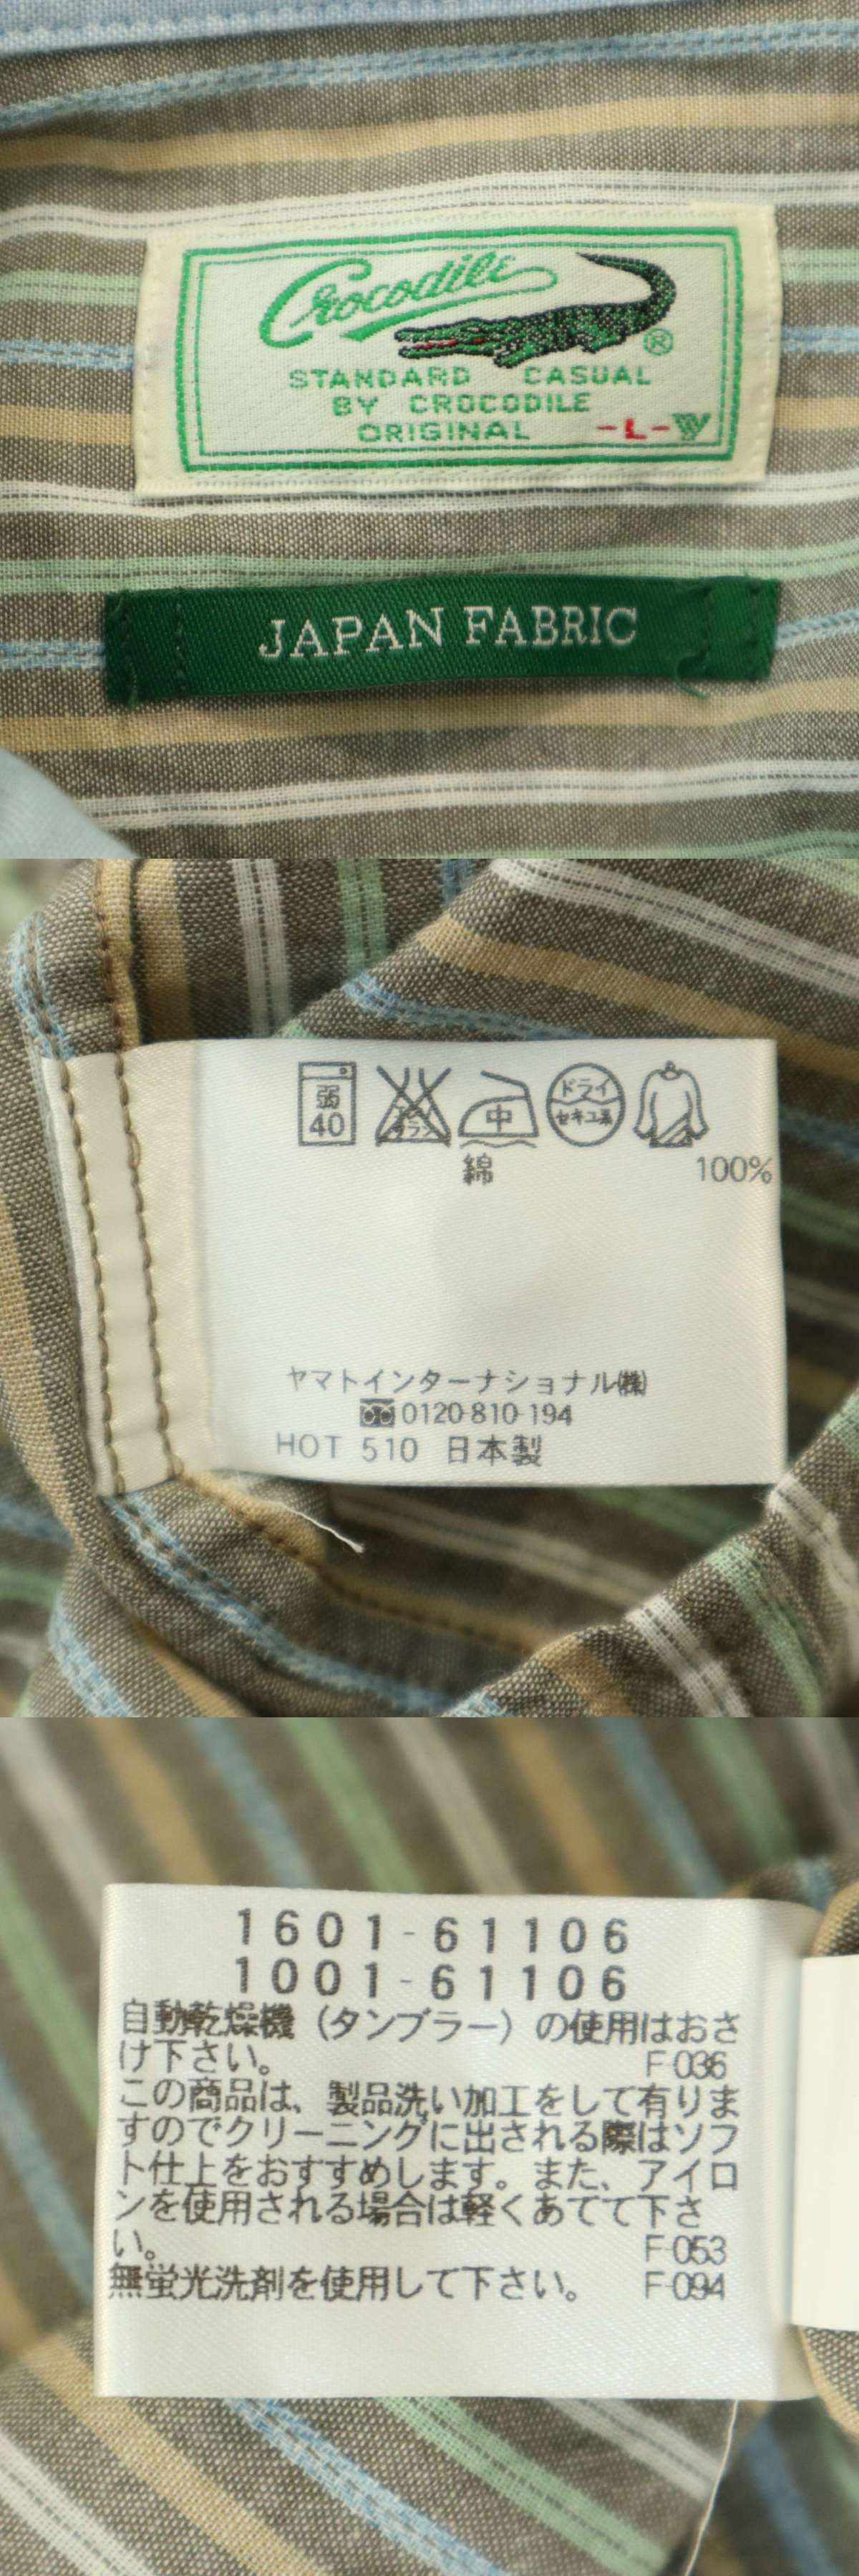 Crocodile
®
STANDARD CASUAL
BY CROCODILE
ORIGINAL -L-
JAPAN FABRIC
弱 40
中
ドライ セキユ系
綿 100%
ヤマトインターナショナル(株)
0120-810-194
HOT 510 日本製
1601-61106
1001-61106
自動乾燥機（タンブラー）の使用はおさ
け下さい。 F-036
この商品は、製品洗い加工をして有りま
すのでクリーニングに出される際はソフ
ト仕上をおすすめします。また、アイロ
ンを使用される場合は軽くあてて下さ
い。 F-053
無蛍光洗剤を使用して下さい。 F-094